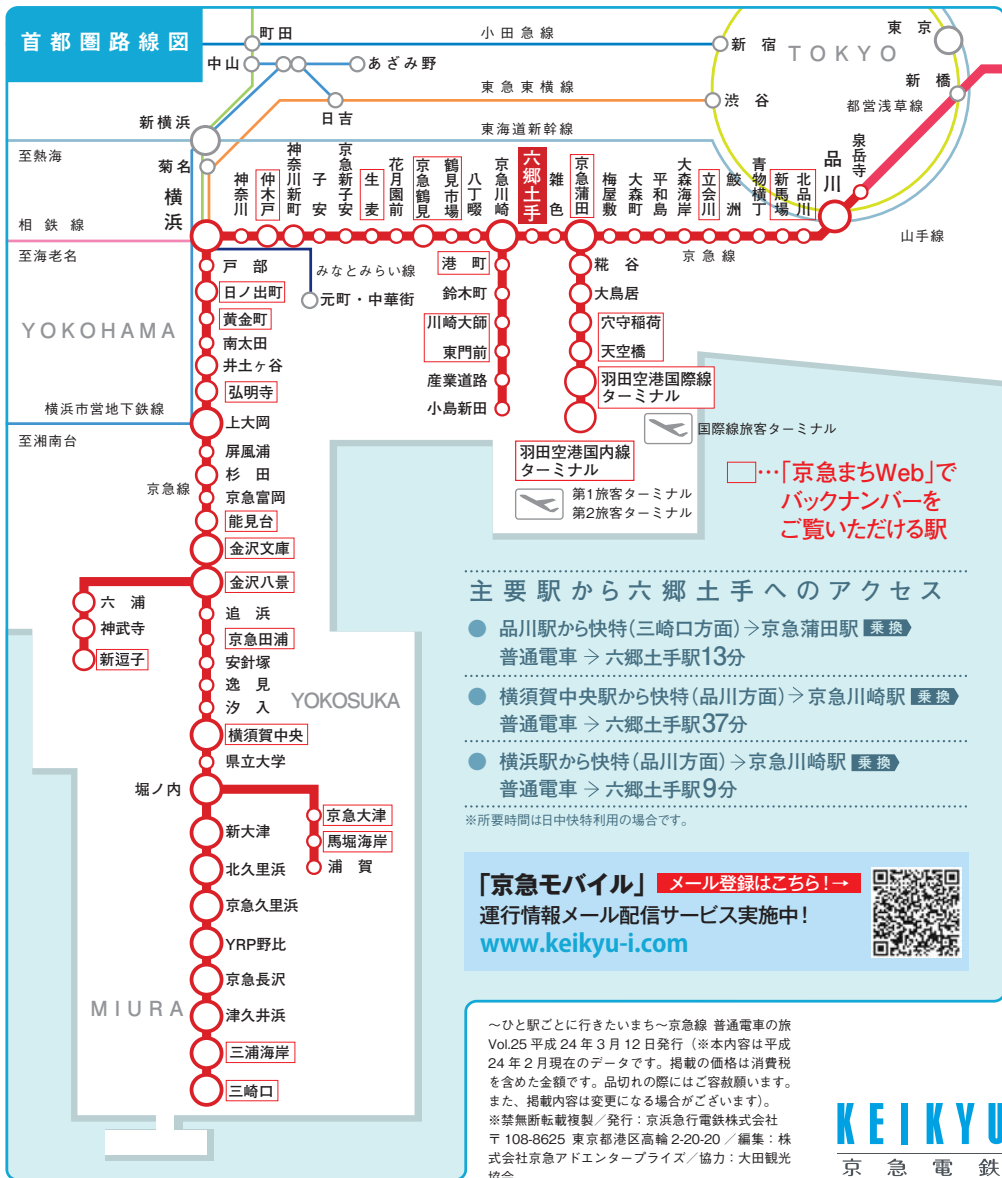 首都圏路線図
町田
小田急線
新宿
東京
TOKYO
中山
あざみ野
新橋
東急東横線
渋谷
都営浅草線
日吉
新横浜
東海道新幹線
泉岳寺
至熱海
菊名
品川
横浜
神奈川
仲木戸
神奈川新町
子安
京急新子安
生麦
花月園前
京急鶴見
鶴見市場
八丁畷
京急川崎
六郷土手
雑色
京急蒲田
梅屋敷
大森町
平和島
大森海岸
立会川
鮫洲
青物横丁
新馬場
北品川
相鉄線
山手線
至海老名
京急線
戸部
みなとみらい線
港町
糀谷
日ノ出町
元町・中華街
鈴木町
大鳥居
YOKOHAMA
黄金町
川崎大師
穴守稲荷
南太田
東門前
天空橋
井土ヶ谷
産業道路
羽田空港国際線
ターミナル
弘明寺
小島新田
横浜市営地下鉄線
上大岡
国際線旅客ターミナル
至湘南台
屏風浦
羽田空港国内線
ターミナル
杉田
京急線
京急富岡
第1旅客ターミナル
第2旅客ターミナル
…「京急まちWeb」で
バックナンバーを
ご覧いただける駅
能見台
金沢文庫
金沢八景
六浦
追浜
神武寺
京急田浦
新逗子
安針塚
逸見
YOKOSUKA
汐入
横須賀中央
県立大学
堀ノ内
京急大津
新大津
馬堀海岸
北久里浜
浦賀
京急久里浜
YRP野比
京急長沢
MIURA
津久井浜
三浦海岸
三崎口
主要駅から六郷土手へのアクセス
● 品川駅から快特(三崎口方面)→京急蒲田駅 乗換
普通電車 → 六郷土手駅13分
● 横須賀中央駅から快特(品川方面)→京急川崎駅 乗換
普通電車 → 六郷土手駅37分
● 横浜駅から快特(品川方面)→京急川崎駅 乗換
普通電車 → 六郷土手駅9分
※所要時間は日中快特利用の場合です。
「京急モバイル」 メール登録はこちら!→
運行情報メール配信サービス実施中!
www.keikyu-i.com
〜ひと駅ごとに行きたいまち〜京急線 普通電車の旅
Vol.25 平成24年3月12日発行(※本内容は平成
24年2月現在のデータです。掲載の価格は消費税
を含めた金額です。品切れの際にはご容赦願います。
また、掲載内容は変更になる場合がございます)。
※禁無断転載複製/発行:京浜急行電鉄株式会社
〒108-8625 東京都港区高輪2-20-20/編集:株
式会社京急アドエンタープライズ/協力:大田観光
協会
KEIKYU
京急電鉄